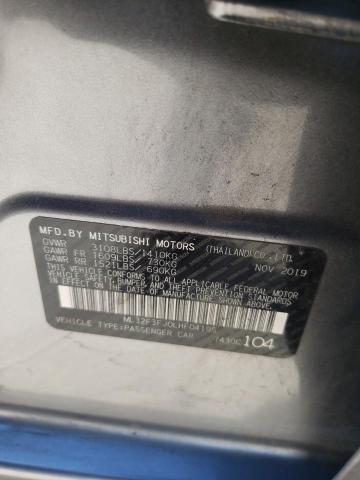 MFD.BY MITSUBISHI MOTORS (THAILAND) CO., LTD.
GVWR 3108LBS/1410KG
GAWR FR 1609LBS/ 730KG NOV 2019
GAWR RR 1521LBS/ 690KG
THIS VEHICLE CONFORMS TO ALL APPLICABLE FEDERAL MOTOR
VEHICLE SAFETY, BUMPER AND THEFT PREVENTION STANDARDS
IN EFFECT ON THE DATE OF MANUFACTURE SHOWN ABOVE.
VEHICLE TYPE:PASSENGER CAR 7430C 104